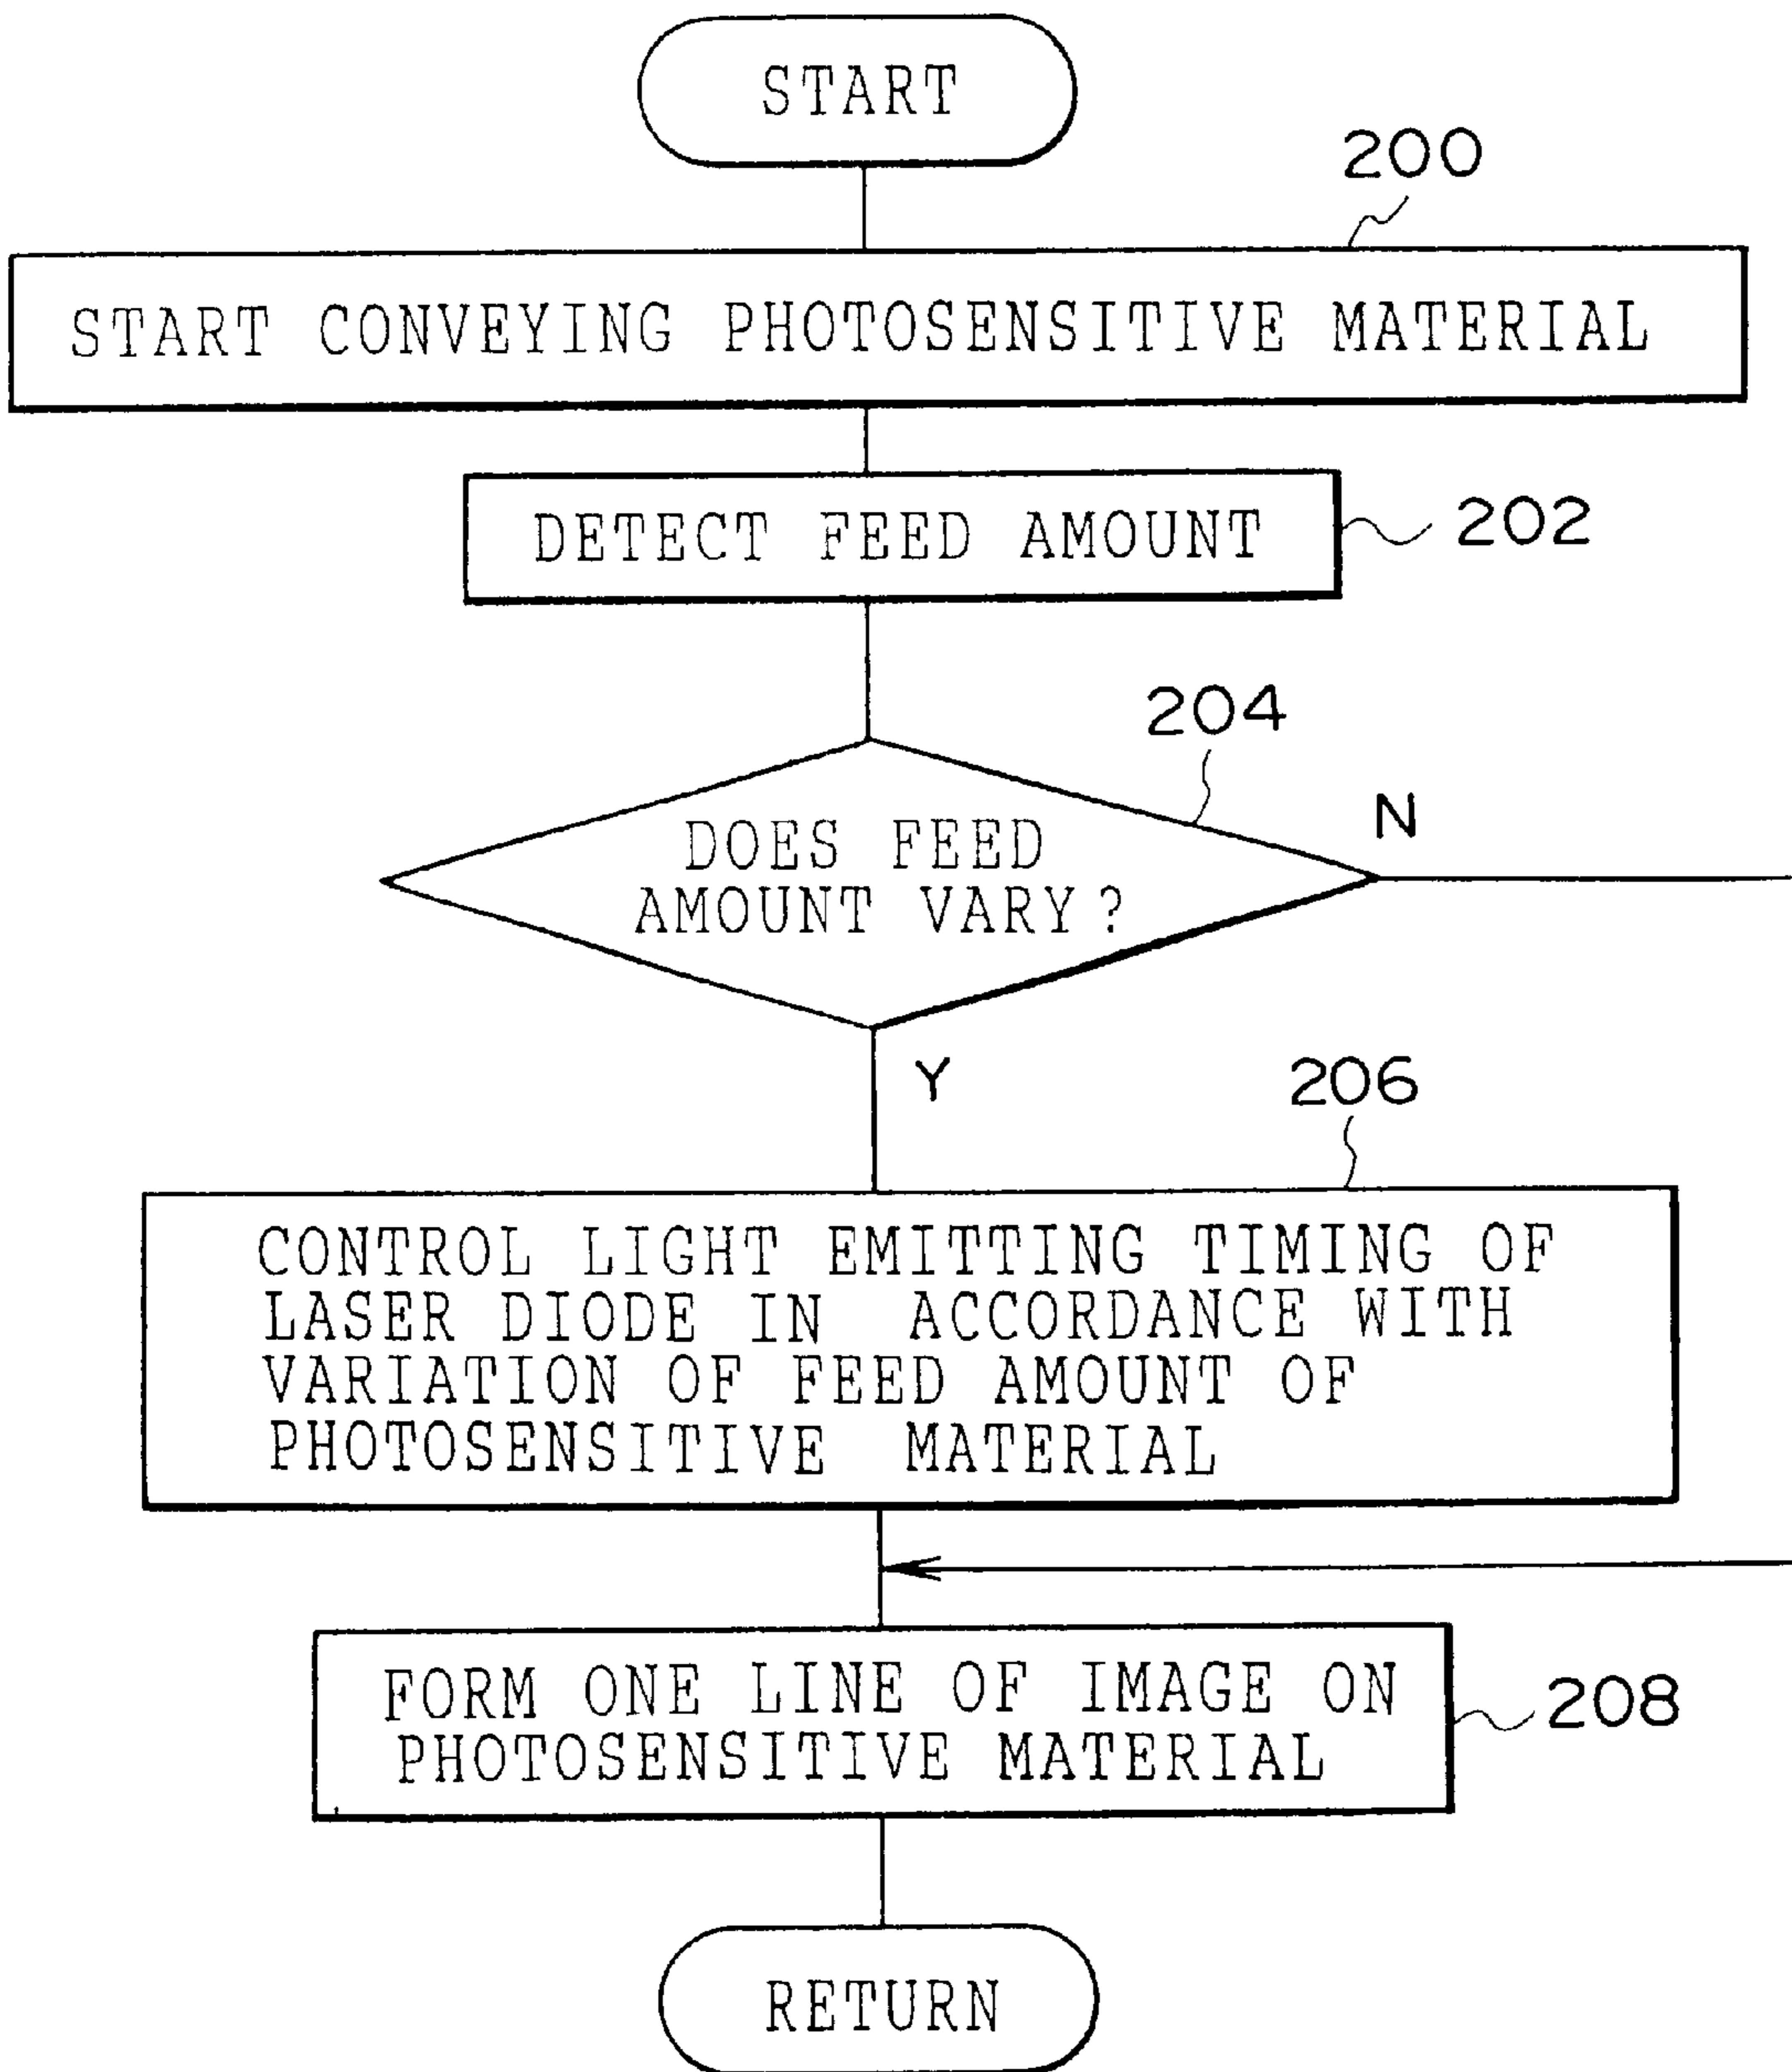 START
200
START CONVEYING PHOTOSENSITIVE MATERIAL
DETECT FEED AMOUNT
202
204
DOES FEED
AMOUNT VARY?
N
Y
206
CONTROL LIGHT EMITTING TIMING OF
LASER DIODE IN ACCORDANCE WITH
VARIATION OF FEED AMOUNT OF
PHOTOSENSITIVE MATERIAL
FORM ONE LINE OF IMAGE ON
PHOTOSENSITIVE MATERIAL
208
RETURN